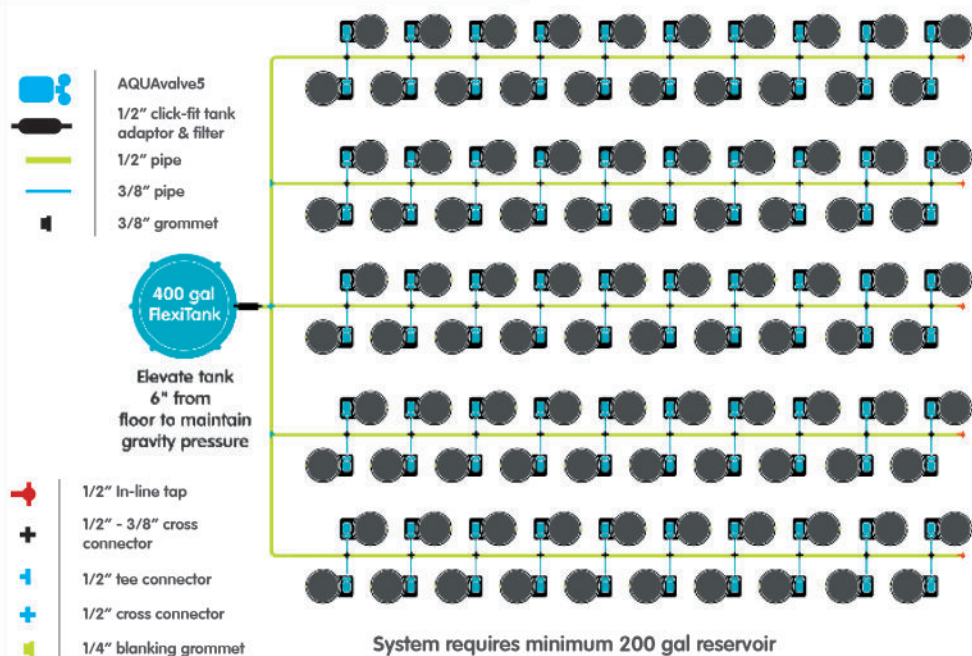 AQUAvalve5
1/2" click-fit tank
adaptor & filter
1/2" pipe
3/8" pipe
3/8" grommet
400 gal
FlexiTank
Elevate tank
6" from
floor to maintain
gravity pressure
1/2" In-line tap
1/2" - 3/8" cross
connector
1/2" tee connector
1/2" cross connector
1/4" blanking grommet
System requires minimum 200 gal reservoir